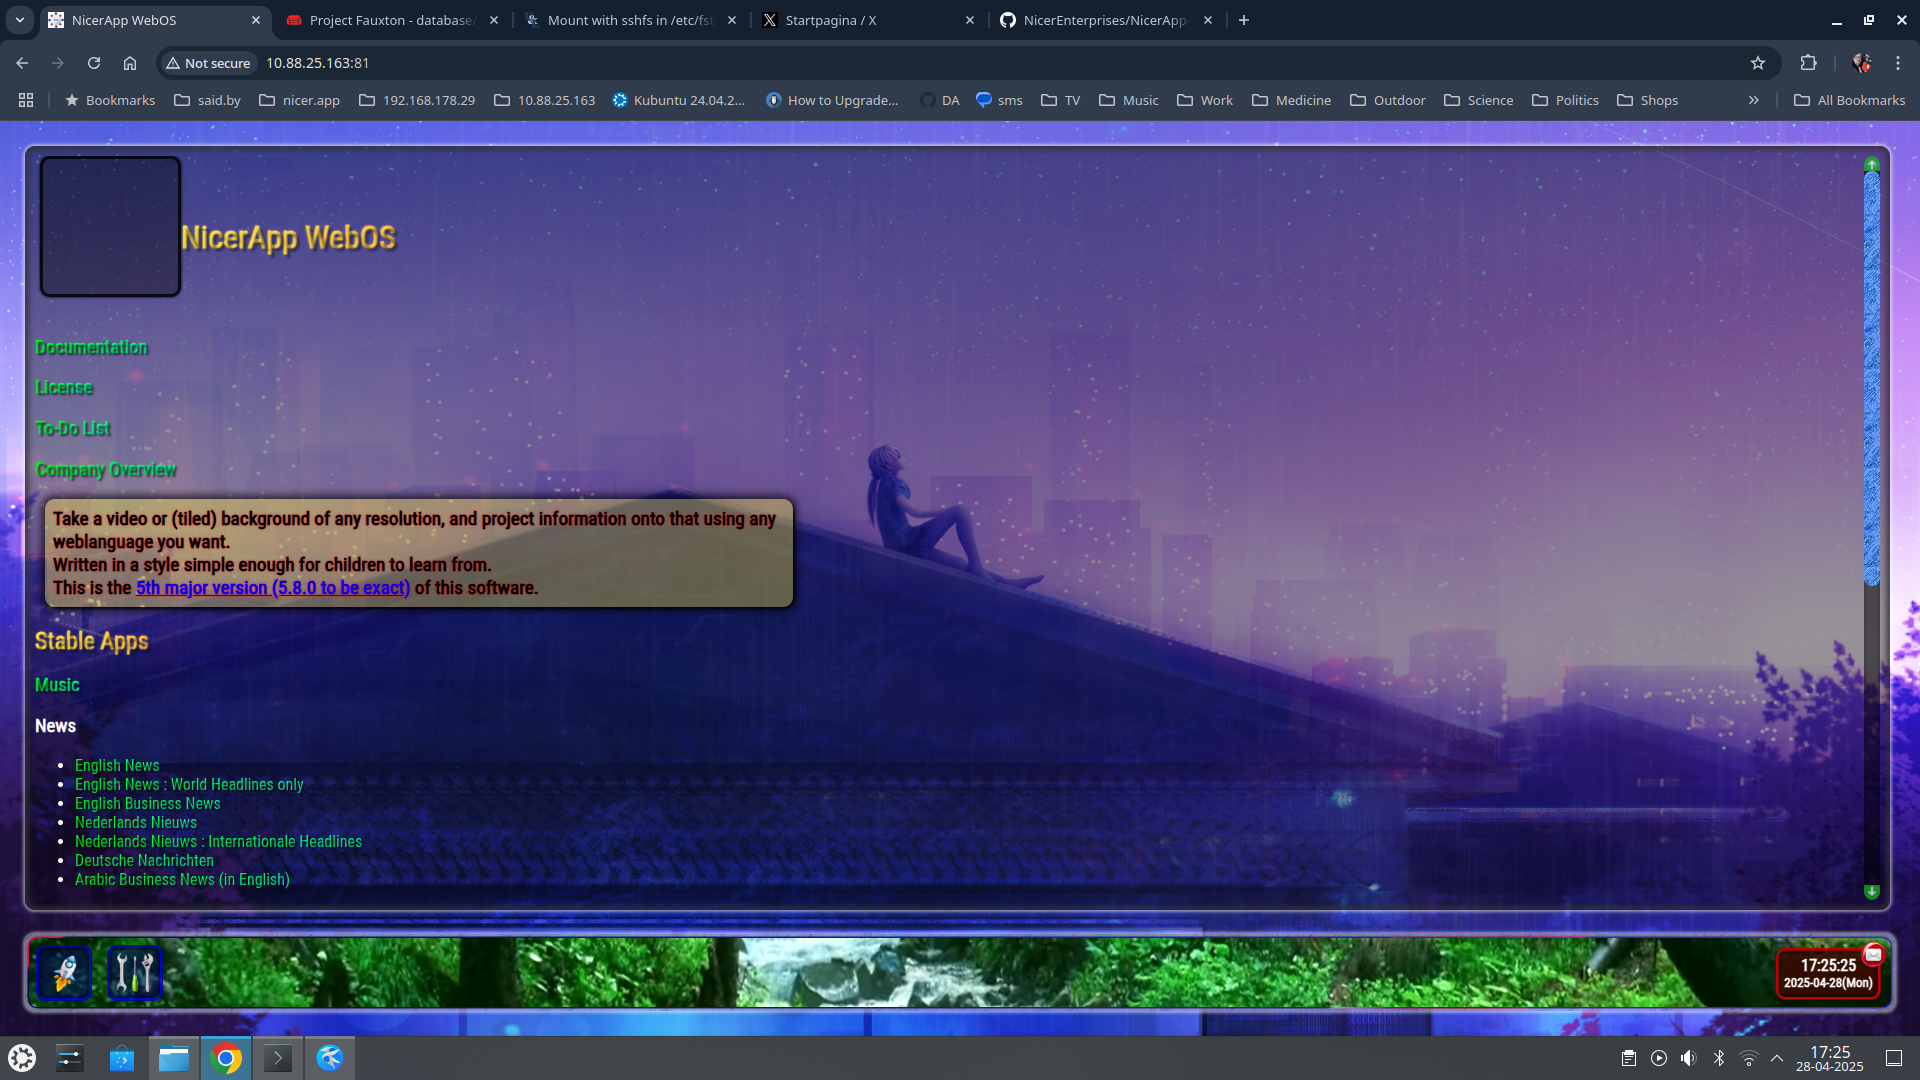 NicerApp WebOS
Project Fauxton - database/
Mount with sshfs in /etc/fst
Startpagina / X
NicerEnterprises/NicerApp-
Not secure
10.88.25.163:81
Bookmarks
said.by
nicer.app
192.168.178.29
10.88.25.163
Kubuntu 24.04.2...
How to Upgrade...
DA
sms
TV
Music
Work
Medicine
Outdoor
Science
Politics
Shops
All Bookmarks
NicerApp WebOS
Documentation
License
To-Do List
Company Overview
Take a video or (tiled) background of any resolution, and project information onto that using any
weblanguage you want.
Written in a style simple enough for children to learn from.
This is the 5th major version (5.8.0 to be exact) of this software.
Stable Apps
Music
News
English News
English News : World Headlines only
English Business News
Nederlands Nieuws
Nederlands Nieuws : Internationale Headlines
Deutsche Nachrichten
Arabic Business News (in English)
17:25:25
2025-04-28(Mon)
17:25
28-04-2025